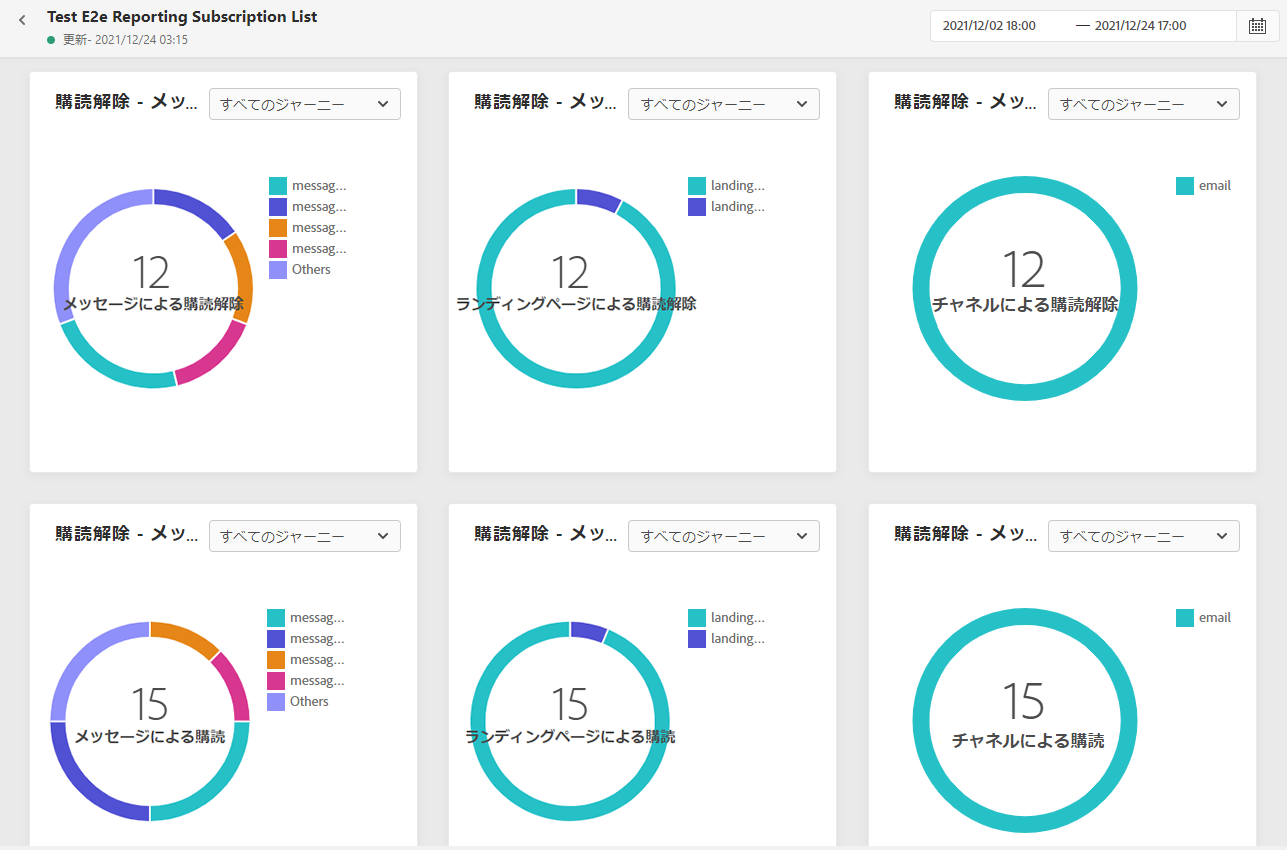 Test E2e Reporting Subscription List
更新- 2021/12/24 03:15
2021/12/02 18:00 — 2021/12/24 17:00
購読解除 - メッ...
すべてのジャーニー
12
メッセージによる購読解除
messag...
messag...
messag...
messag...
Others
購読解除 - メッ...
すべてのジャーニー
12
ランディングページによる購読解除
landing...
landing...
購読解除 - メッ...
すべてのジャーニー
12
チャネルによる購読解除
email
購読解除 - メッ...
すべてのジャーニー
15
メッセージによる購読
messag...
messag...
messag...
messag...
Others
購読解除 - メッ...
すべてのジャーニー
15
ランディングページによる購読
landing...
landing...
購読解除 - メッ...
すべてのジャーニー
15
チャネルによる購読
email